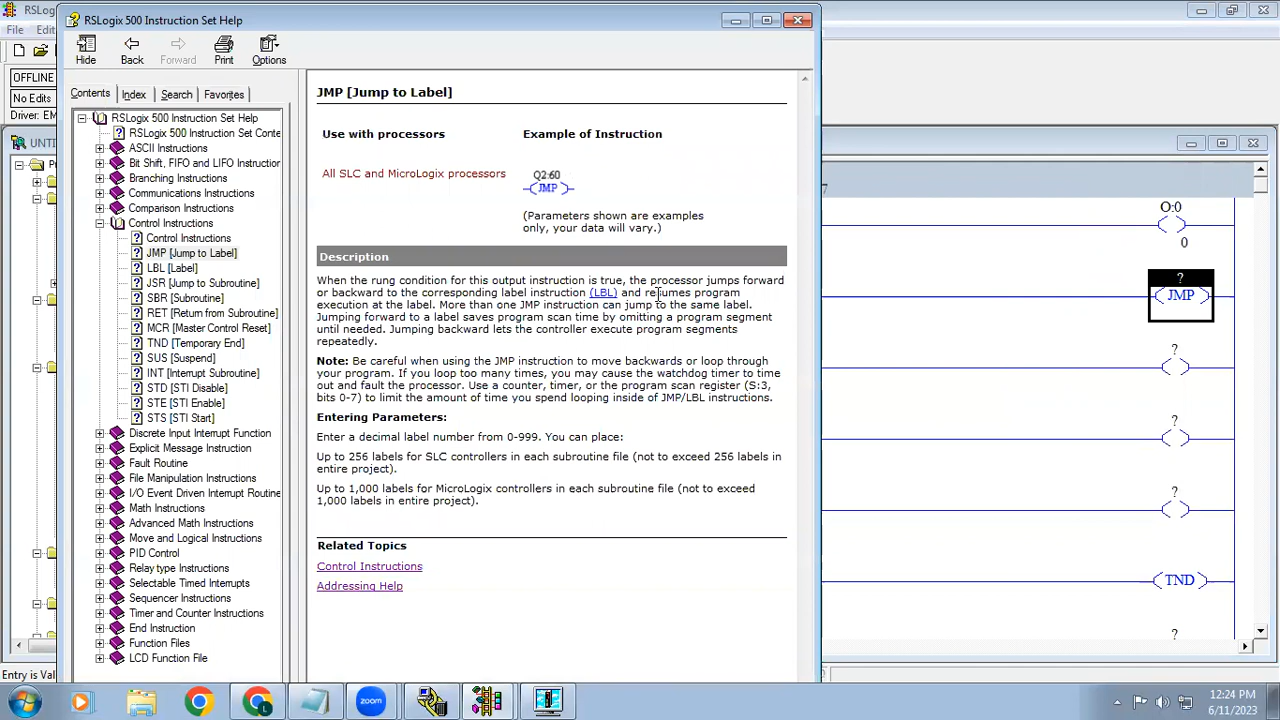 RSLogix 500 Instruction Set Help
RSLo
File
Edi
Hide
Back
Forward
Print
Options
OFFLINE
No Edits
Driver: EM
UNTI
Contents
Index
Search
Favorites
RSLogix 500 Instruction Set Help
RSLogix 500 Instruction Set Conte
ASCII Instructions
Bit Shift, FIFO and LIFO Instruction
Branching Instructions
Communications Instructions
Comparison Instructions
Control Instructions
Control Instructions
JMP [Jump to Label]
LBL [Label]
JSR [Jump to Subroutine]
SBR [Subroutine]
RET [Return from Subroutine]
MCR [Master Control Reset]
TND [Temporary End]
SUS [Suspend]
INT [Interrupt Subroutine]
STD [STI Disable]
STE [STI Enable]
STS [STI Start]
Discrete Input Interrupt Function
Explicit Message Instruction
Fault Routine
File Manipulation Instructions
I/O Event Driven Interrupt Routine
Math Instructions
Advanced Math Instructions
Move and Logical Instructions
PID Control
Relay type Instructions
Selectable Timed Interrupts
Sequencer Instructions
Timer and Counter Instructions
End Instruction
Function Files
LCD Function File
JMP [Jump to Label]
Use with processors
Example of Instruction
All SLC and MicroLogix processors
Q2:60
JMP
(Parameters shown are examples
only, your data will vary.)
Description
When the rung condition for this output instruction is true, the processor jumps forward
or backward to the corresponding label instruction (LBL) and resumes program
execution at the label. More than one JMP instruction can jump to the same label.
Jumping forward to a label saves program scan time by omitting a program segment
until needed. Jumping backward lets the controller execute program segments
repeatedly.
Note: Be careful when using the JMP instruction to move backwards or loop through
your program. If you loop too many times, you may cause the watchdog timer to time
out and fault the processor. Use a counter, timer, or the program scan register (S:3,
bits 0-7) to limit the amount of time you spend looping inside of JMP/LBL instructions.
Entering Parameters:
Enter a decimal label number from 0-999. You can place:
Up to 256 labels for SLC controllers in each subroutine file (not to exceed 256 labels in
entire project).
Up to 1,000 labels for MicroLogix controllers in each subroutine file (not to exceed
1,000 labels in entire project).
Related Topics
Control Instructions
Addressing Help
7
O:0
0
?
JMP
?
?
?
TND
?
Entry is Val
zoom
12:24 PM
6/11/2023